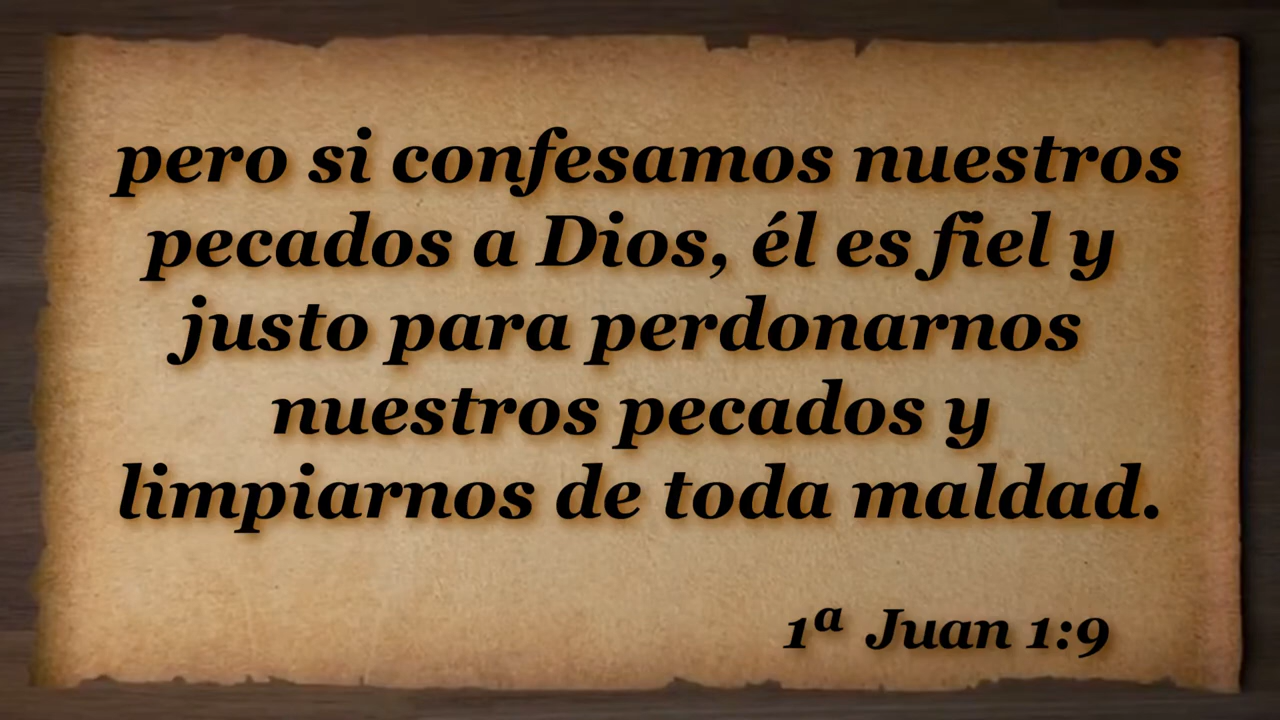 pero si confesamos nuestros
pecados a Dios, él es fiel y
justo para perdonarnos
nuestros pecados y
limpiarnos de toda maldad.
1ª Juan 1:9